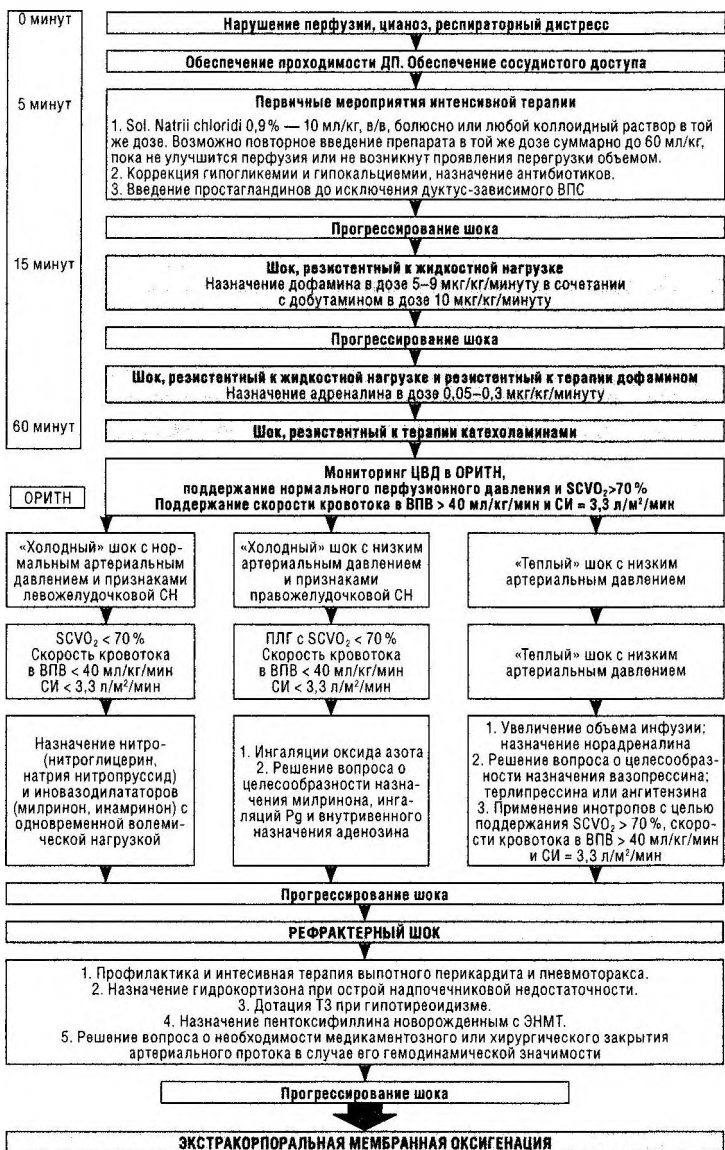 0 минут
Нарушение перфузии, цианоз, респираторный дистресс
Обеспечение проходимости ДП. Обеспечение сосудистого доступа
5 минут
Первичные мероприятия интенсивной терапии
1. Sol. Natrii chloridi 0,9% — 10 мл/кг, в/в, болюсно или любой коллоидный раствор в той
же дозе. Возможно повторное введение препарата в той же дозе суммарно до 60 мл/кг,
пока не улучшится перфузия или не возникнут проявления перегрузки объемом.
2. Коррекция гипогликемии и гипокальциемии, назначение антибиотиков.
3. Введение простагландинов до исключения дуктус-зависимого ВПС
Прогрессирование шока
15 минут
Шок, резистентный к жидкостной нагрузке
Назначение дофамина в дозе 5–9 мкг/кг/минуту в сочетании
с добутамином в дозе 10 мкг/кг/минуту
Прогрессирование шока
Шок, резистентный к жидкостной нагрузке и резистентный к терапии дофамином
Назначение адреналина в дозе 0,05–0,3 мкг/кг/минуту
60 минут
Шок, резистентный к терапии катехоламинами
ОРИТН
Мониторинг ЦВД в ОРИТН,
поддержание нормального перфузионного давления и SCVO₂>70 %
Поддержание скорости кровотока в ВПВ > 40 мл/кг/мин и СИ = 3,3 л/м²/мин
«Холодный» шок с нор-
мальным артериальным
давлением и признаками
левожелудочковой СН
SCVO₂ < 70 %
Скорость кровотока
в ВПВ < 40 мл/кг/мин
СИ < 3,3 л/м²/мин
Назначение нитро-
(нитроглицерин,
натрия нитропруссид)
и иновазодилататоров
(милринон, инамринон) с
одновременной волеми-
ческой нагрузкой
«Холодный» шок с низким
артериальным давлением
и признаками
правожелудочковой СН
ПЛГ с SCVO₂ < 70 %
Скорость кровотока
в ВПВ < 40 мл/кг/мин
СИ < 3,3 л/м²/мин
1. Ингаляции оксида азота
2. Решение вопроса о
целесообразности назна-
чения милринона, инга-
ляций Pg и внутривенного
назначения аденозина
«Теплый» шок с низким
артериальным давлением
«Теплый» шок с низким
артериальным давлением
1. Увеличение объема инфузии;
назначение норадреналина
2. Решение вопроса о целесообраз-
ности назначения вазопрессина;
терлипрессина или ангитензина
3. Применение инотропов с целью
поддержания SCVO₂ > 70 %, скоро-
сти кровотока в ВПВ > 40 мл/кг/мин
и СИ = 3,3 л/м²/мин
Прогрессирование шока
РЕФРАКТЕРНЫЙ ШОК
1. Профилактика и интесивная терапия выпотного перикардита и пневмоторакса.
2. Назначение гидрокортизона при острой надпочечниковой недостаточности.
3. Дотация Т3 при гипотиреоидизме.
4. Назначение пентоксифиллина новорожденным с ЭНМТ.
5. Решение вопроса о необходимости медикаментозного или хирургического закрытия
артериального протока в случае его гемодинамической значимости
Прогрессирование шока
ЭКСТРАКОРПОРАЛЬНАЯ МЕМБРАННАЯ ОКСИГЕНАЦИЯ